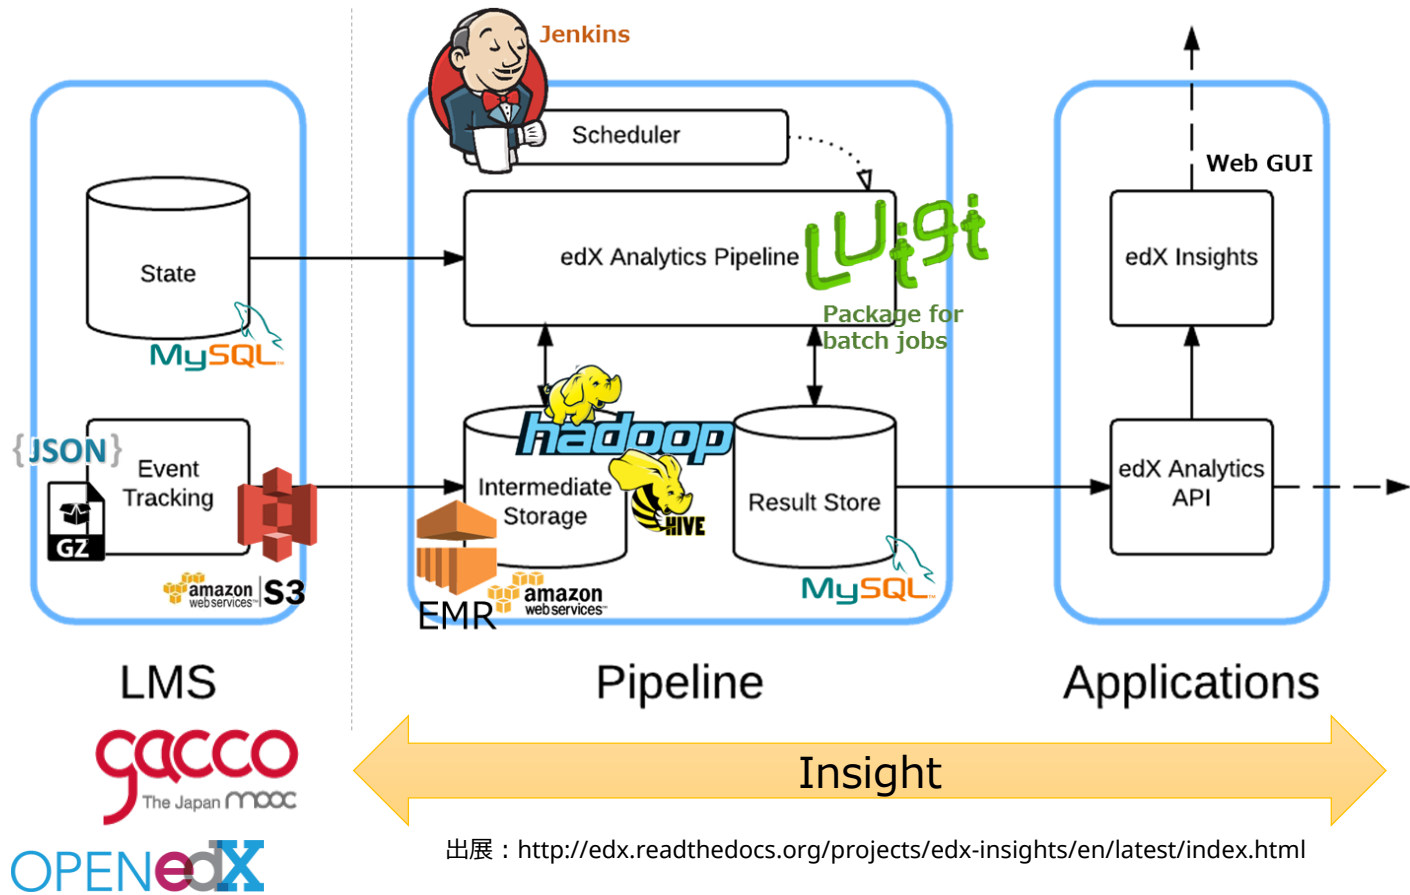 Jenkins
Scheduler
Web GUI
State
edX Analytics Pipeline
Luigi
edX Insights
Package for
batch jobs
MySQL
{JSON}
Event
Tracking
GZ
amazon
web services™
S3
hadoop
HIVE
Intermediate
Storage
EMR
amazon
web services™
Result Store
MySQL™
edX Analytics
API
LMS
Pipeline
Applications
gacco
The Japan mooc
Insight
出展：http://edx.readthedocs.org/projects/edx-insights/en/latest/index.html
OPENedX